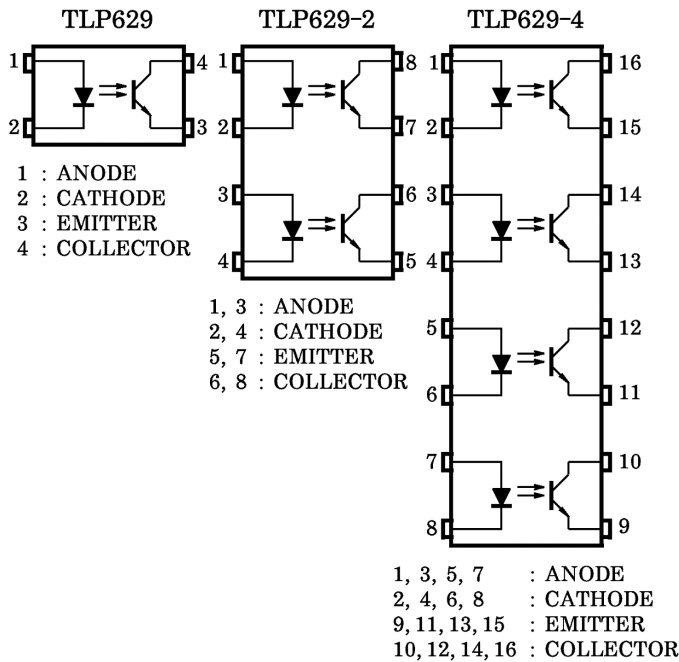 TLP629
1
4
2
3
1 : ANODE
2 : CATHODE
3 : EMITTER
4 : COLLECTOR
TLP629-2
1
8
2
7
3
6
4
5
1, 3 : ANODE
2, 4 : CATHODE
5, 7 : EMITTER
6, 8 : COLLECTOR
TLP629-4
1
16
2
15
3
14
4
13
5
12
6
11
7
10
8
9
1, 3, 5, 7 : ANODE
2, 4, 6, 8 : CATHODE
9, 11, 13, 15 : EMITTER
10, 12, 14, 16 : COLLECTOR